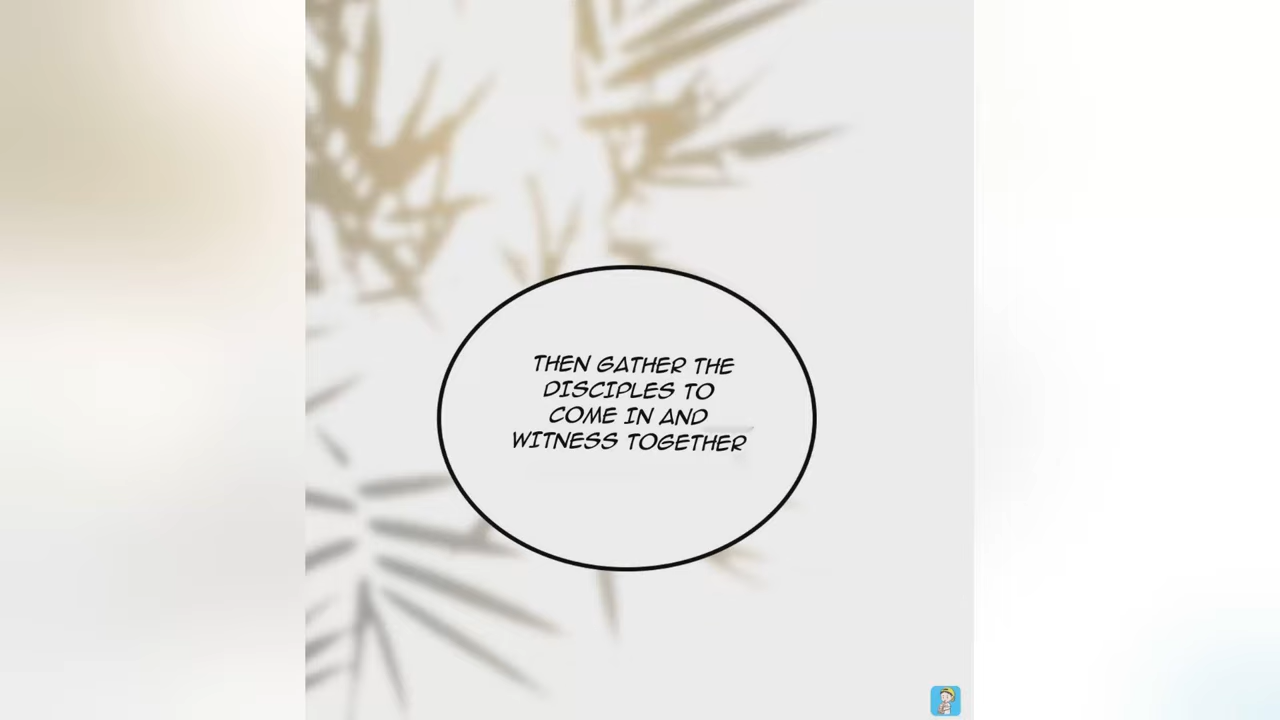 THEN GATHER THE
DISCIPLES TO
COME IN AND
WITNESS TOGETHER